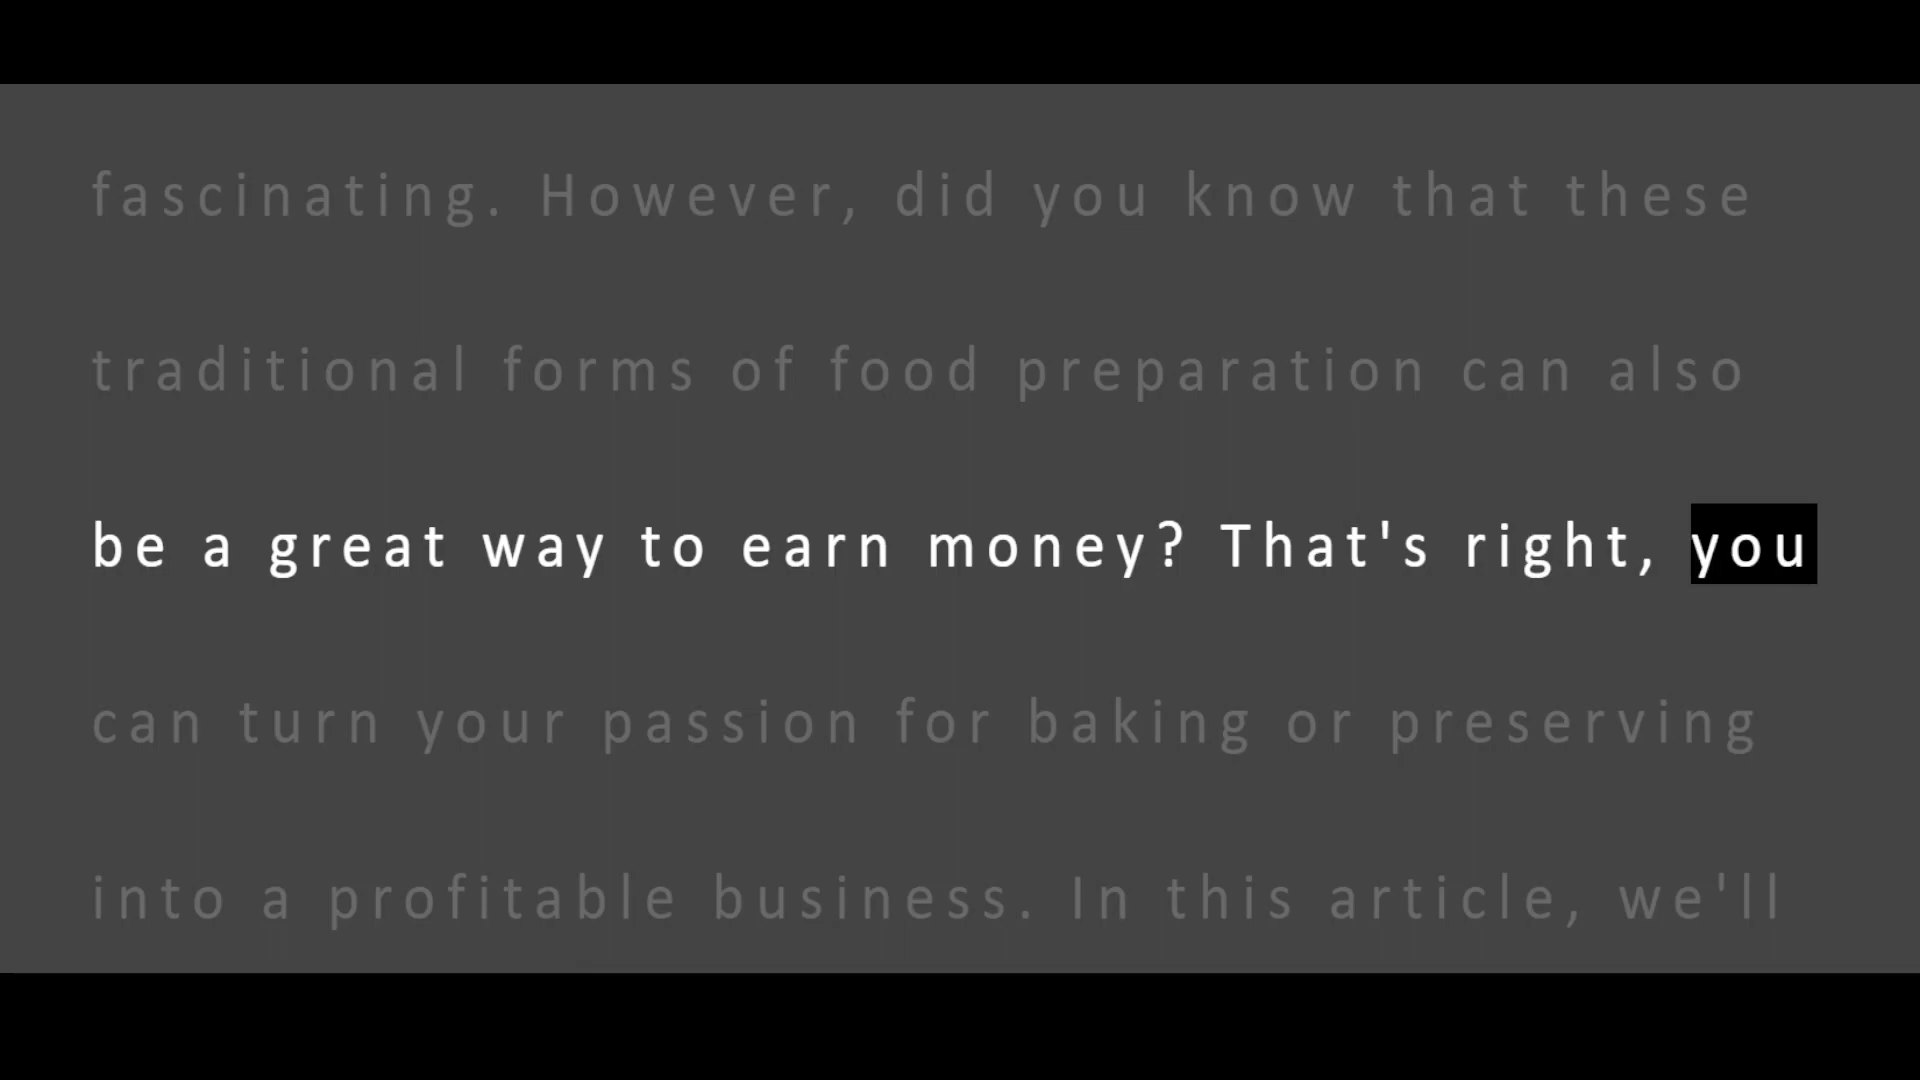 fascinating. However, did you know that these
traditional forms of food preparation can also
be a great way to earn money? That's right, you
can turn your passion for baking or preserving
into a profitable business. In this article, we'll